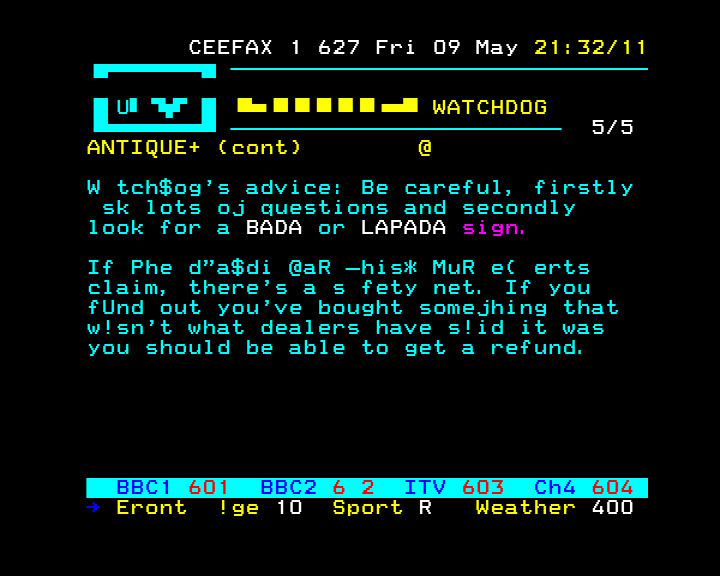 CEEFAX 1 627 Fri 09 May 21:32/11
WATCHDOG
5/5
ANTIQUE+ (cont) @
W tch$og's advice: Be careful, firstly
sk lots oj questions and secondly
look for a BADA or LAPADA sign.
If Phe d"a$di @aR —his* MuR e( erts
claim, there's a s fety net. If you
fUnd out you've bought somejhing that
w!sn't what dealers have s!id it was
you should be able to get a refund.
BBC1 601 BBC2 6 2 ITV 603 Ch4 604
→ Eront !ge 10 Sport R Weather 400